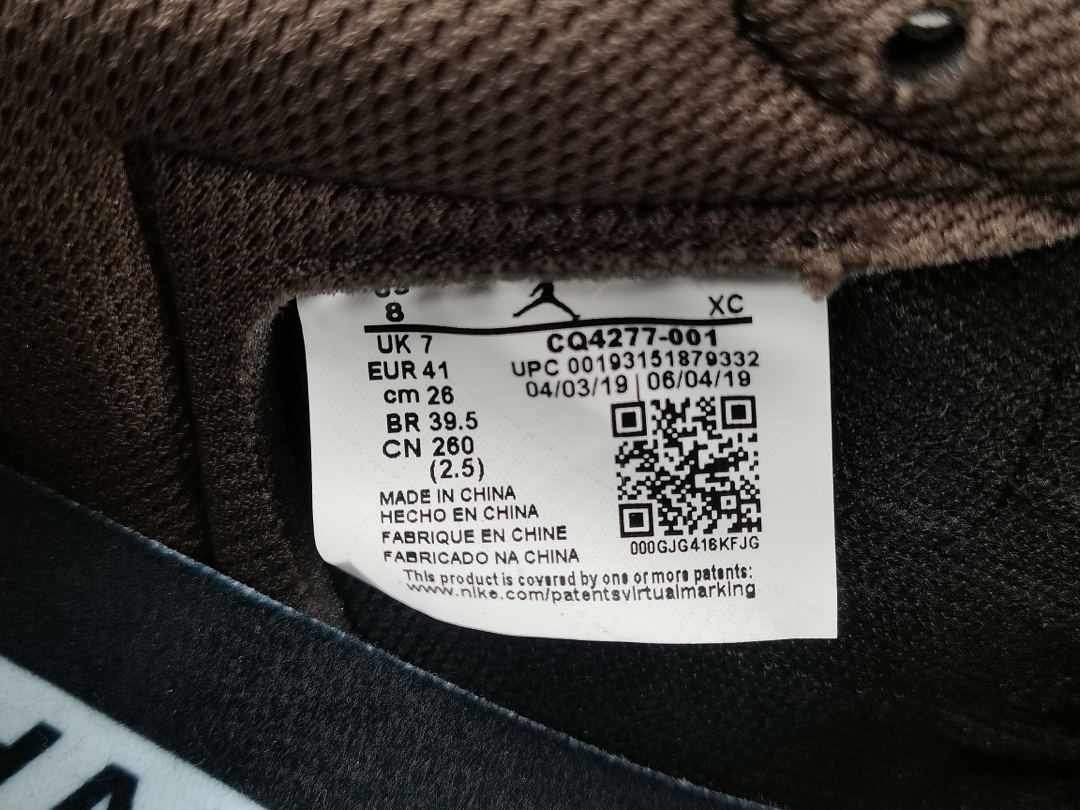 8
XC
UK 7
EUR 41
cm 26
BR 39.5
CN 260
(2.5)
CQ4277-001
UPC 00193151879332
04/03/19 | 06/04/19
000GJG416KFJG
MADE IN CHINA
HECHO EN CHINA
FABRIQUE EN CHINE
FABRICADO NA CHINA
This product is covered by one or more patents:
www.nike.com/patentsvirtualmarking